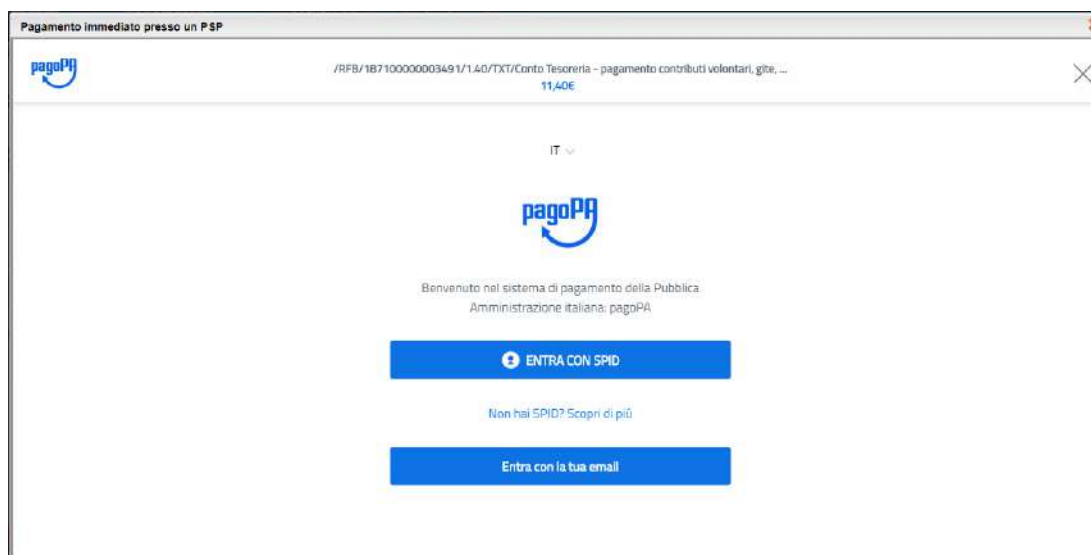 Pagamento immediato presso un PSP
pagoPA
/RFB/187100000003491/1.40/TXT/Conto Tesoreria - pagamento contributi volontari, gite, ...
11,40€
IT
pagoPA
Benvenuto nel sistema di pagamento della Pubblica
Amministrazione italiana: pagoPA
ENTRA CON SPID
Non hai SPID? Scopri di più
Entra con la tua email